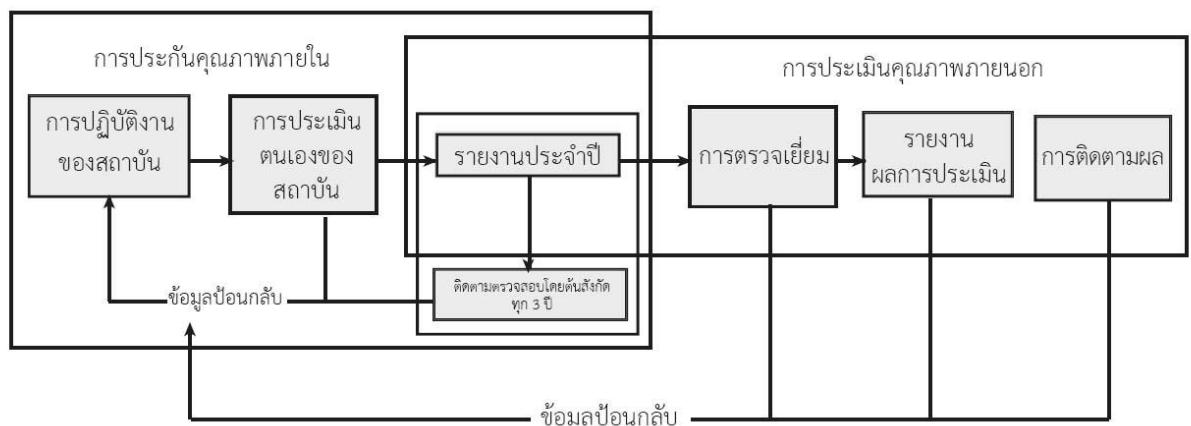 การประกันคุณภาพภายใน
การประเมินคุณภาพภายนอก
การปฏิบัติงาน
ของสถาบัน
การประเมิน
ตนเองของ
สถาบัน
รายงานประจำปี
การตรวจเยี่ยม
รายงาน
ผลการประเมิน
การติดตามผล
ติดตามตรวจสอบโดยต้นสังกัด
ทุก 3 ปี
ข้อมูลป้อนกลับ
ข้อมูลป้อนกลับ